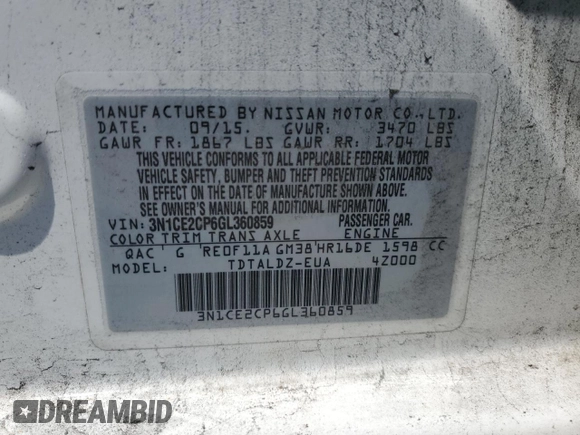 MANUFACTURED BY NISSAN MOTOR CO.,LTD.
DATE: 09/15. GVWR: 3470 LBS
GAWR FR: 1867 LBS GAWR RR: 1704 LBS
THIS VEHICLE CONFORMS TO ALL APPLICABLE FEDERAL MOTOR
VEHICLE SAFETY, BUMPER AND THEFT PREVENTION STANDARDS
IN EFFECT ON THE DATE OF MANUFACTURE SHOWN ABOVE.
SEE OWNER'S MANUAL FOR ADDITIONAL INFORMATION.
VIN: 3N1CE2CP6GL360859 PASSENGER CAR.
COLOR TRIM TRANS AXLE ENGINE
QAC G RE0F11A GM38 HR16DE 1598 CC
MODEL: TDTALDZ-EUA 4Z000
3N1CE2CP6GL360859
DREAMBID